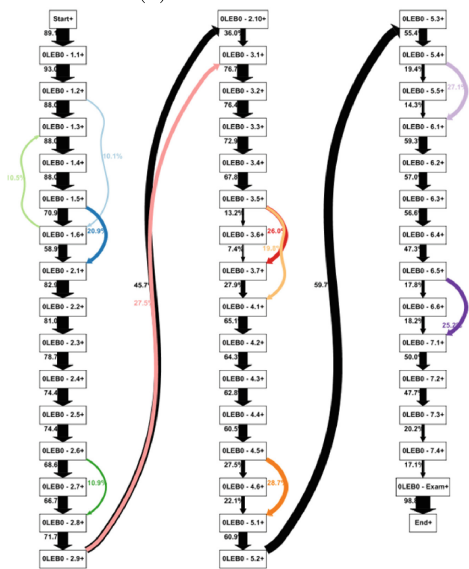 Start+
89.1
0LEB0 - 1.1+
93.0
0LEB0 - 1.2+
88.0
10.1%
0LEB0 - 1.3+
88.0
10.5%
0LEB0 - 1.4+
88.0
0LEB0 - 1.5+
70.9
20.9%
0LEB0 - 1.6+
58.9
0LEB0 - 2.1+
82.9
0LEB0 - 2.2+
81.0
0LEB0 - 2.3+
78.7
0LEB0 - 2.4+
74.4
0LEB0 - 2.5+
74.4
0LEB0 - 2.6+
68.6
10.9%
0LEB0 - 2.7+
66.7
0LEB0 - 2.8+
71.7
0LEB0 - 2.9+
45.7%
27.5%
0LEB0 - 2.10+
36.0%
0LEB0 - 3.1+
76.7
0LEB0 - 3.2+
76.4
0LEB0 - 3.3+
72.9
0LEB0 - 3.4+
67.8
0LEB0 - 3.5+
13.2%
26.0%
0LEB0 - 3.6+
7.4%
0LEB0 - 3.7+
27.9%
0LEB0 - 4.1+
65.1
0LEB0 - 4.2+
64.3
0LEB0 - 4.3+
62.8
0LEB0 - 4.4+
60.5
0LEB0 - 4.5+
27.5%
28.7%
0LEB0 - 4.6+
22.1%
0LEB0 - 5.1+
60.9
0LEB0 - 5.2+
59.7
0LEB0 - 5.3+
55.4
0LEB0 - 5.4+
19.4%
27.1%
0LEB0 - 5.5+
14.3%
0LEB0 - 6.1+
59.3
0LEB0 - 6.2+
57.0
0LEB0 - 6.3+
56.6
0LEB0 - 6.4+
47.3
0LEB0 - 6.5+
17.8%
25.2%
0LEB0 - 6.6+
18.2%
0LEB0 - 7.1+
50.0
0LEB0 - 7.2+
47.7
0LEB0 - 7.3+
20.2%
0LEB0 - 7.4+
17.1%
0LEB0 - Exam+
98.8
End+